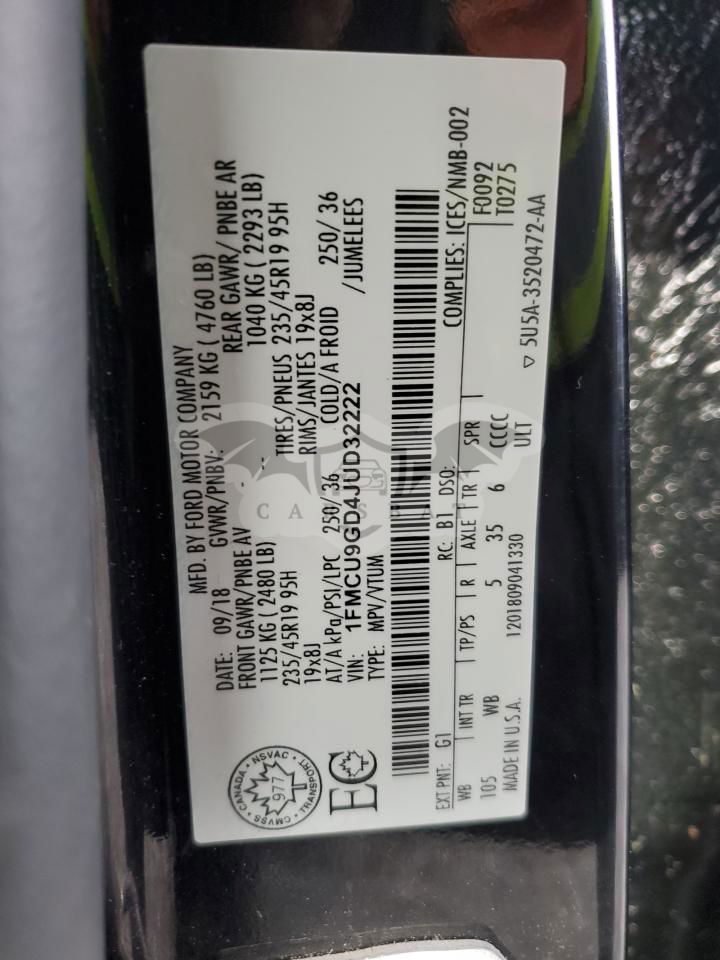 MFD. BY FORD MOTOR COMPANY
DATE: 09/18 GVWR/PNBV: 2159 KG ( 4760 LB)
FRONT GAWR/PNBE AV - -- REAR GAWR/ PNBE AR
1125 KG ( 2480 LB) 1040 KG ( 2293 LB)
235/45R19 95H TIRES/PNEUS 235/45R19 95H
19x8J RIMS/JANTES 19x8J
AT/A kPa/PSI/LPC 250/ 36 COLD/A FROID 250/ 36
VIN: 1FMCU9GD4JUD32222 /JUMELEES
TYPE: MPV/VTUM
CANADA • NSVAC • TRANSPORT • CMVSS •
977
EC
COMPLIES: ICES/NMB-002
EXT PNT: G1 RC: B1 DSO: F0092
WB INT TR TP/PS R AXLE TR SPR T0275
105 WB 5 35 6 CCCC
MADE IN U.S.A. 1201809041330 ULT ▽ 5U5A-3520472-AA
CARSBAT